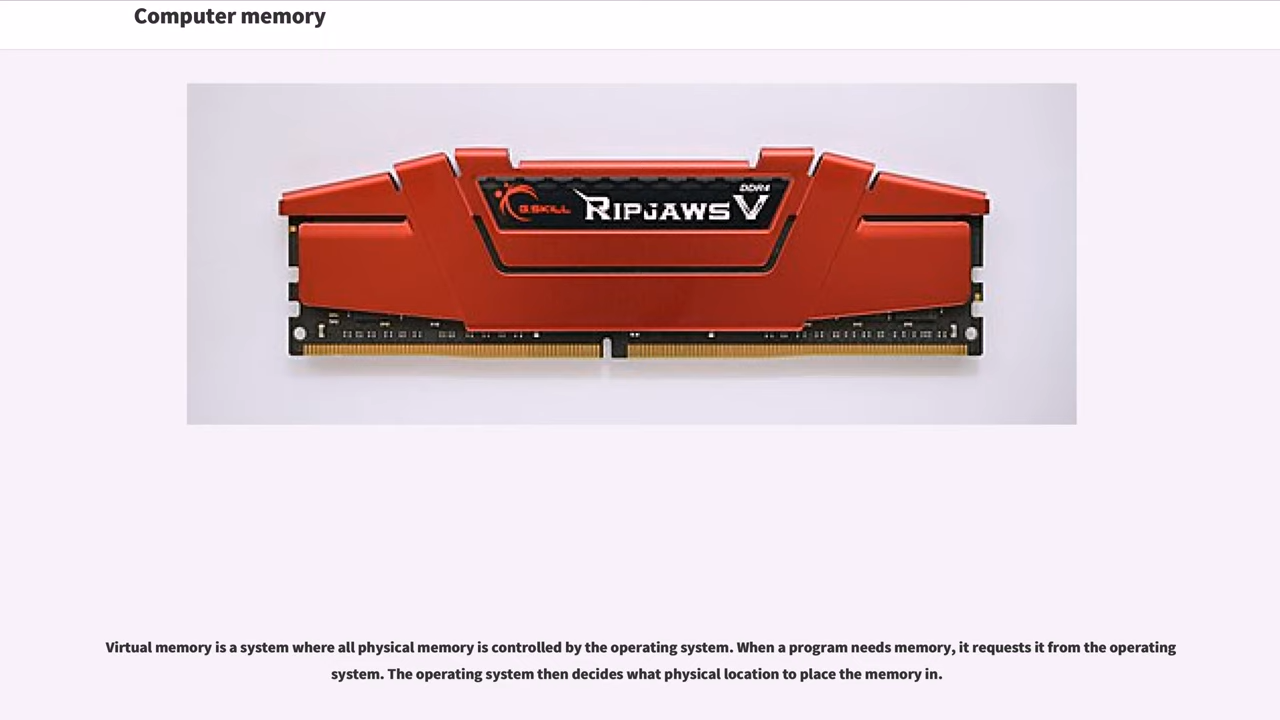 Computer memory
DDR4
G.SKILL RIPJAWS V
Virtual memory is a system where all physical memory is controlled by the operating system. When a program needs memory, it requests it from the operating
system. The operating system then decides what physical location to place the memory in.